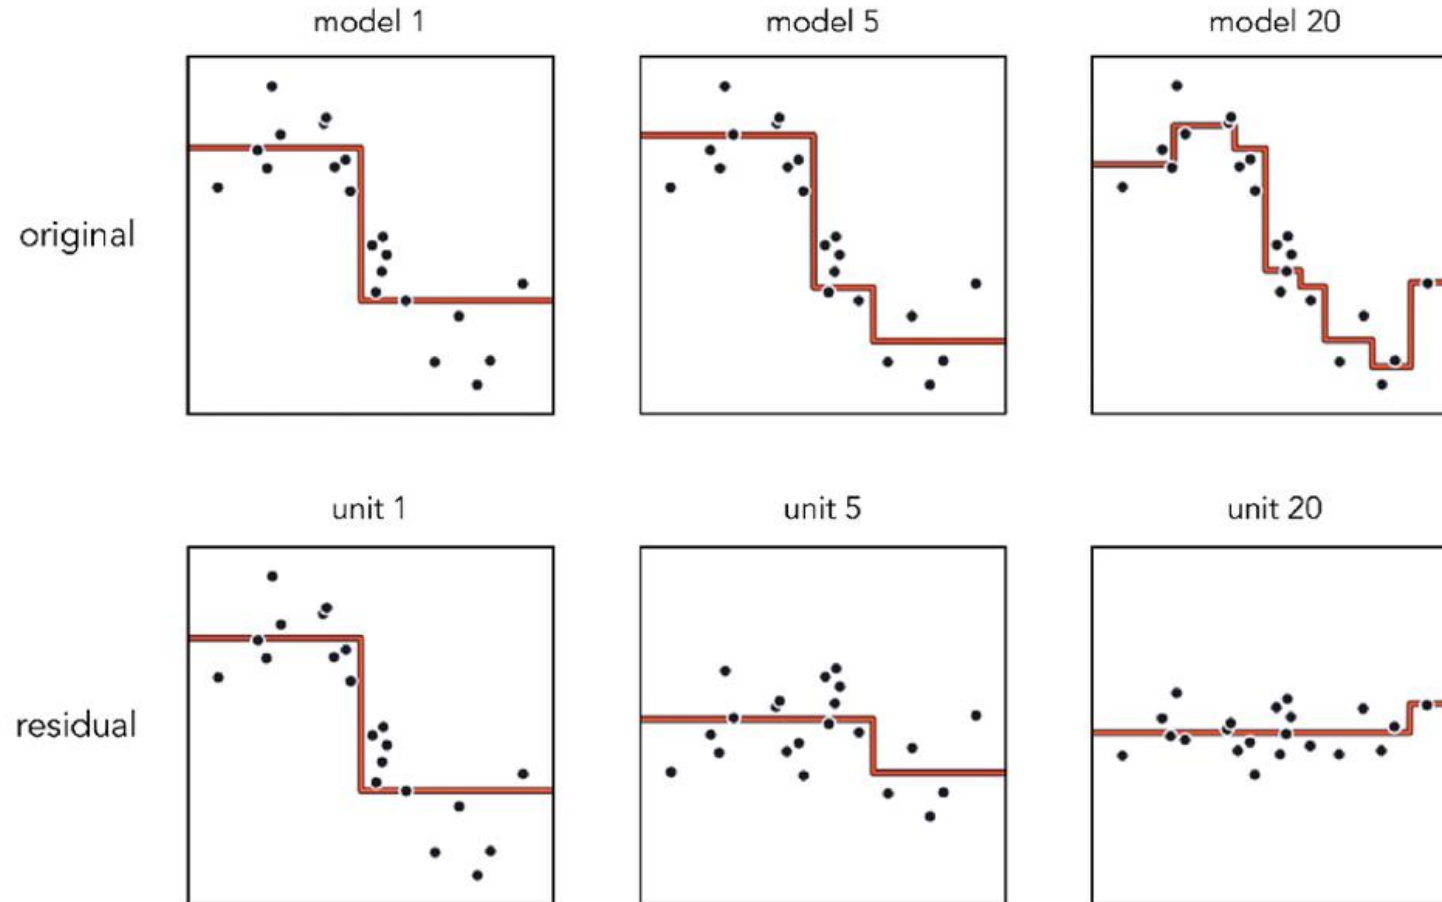 model 1
model 5
model 20
original
unit 1
unit 5
unit 20
residual